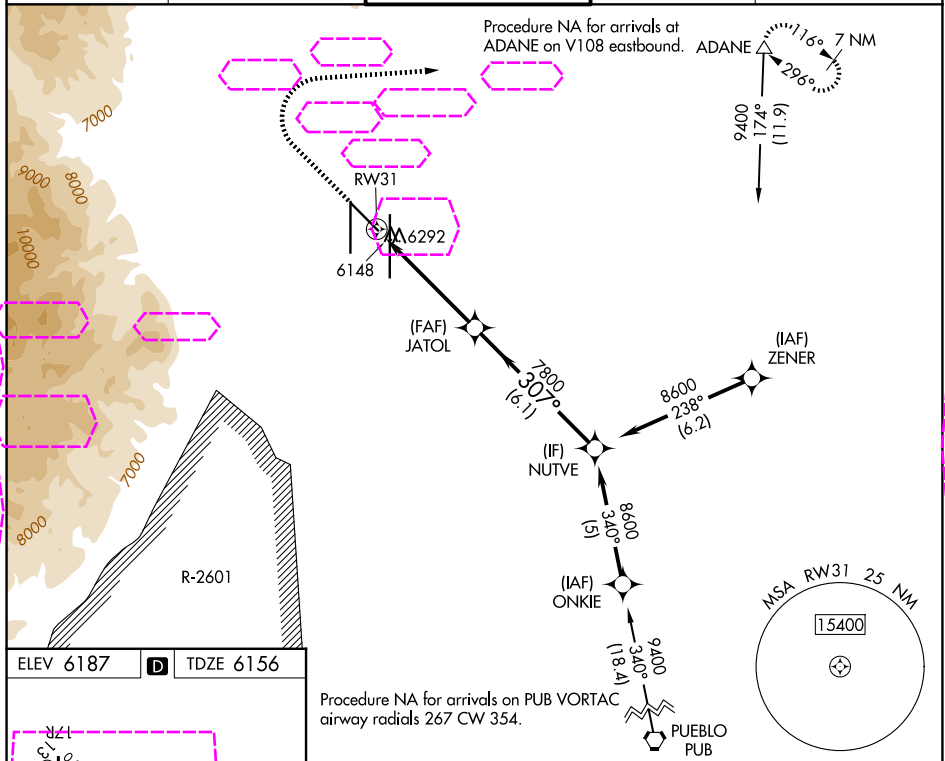 Procedure NA for arrivals at
ADANE on V108 eastbound.
ADANE
116°
7 NM
296°
9400
174°
(11.9)
7000
9000
8000
10000
RW31
6292
6148
(FAF)
JATOL
(IAF)
ZENER
7800
307°
(6.1)
8600
238°
(6.2)
(IF)
NUTVE
7000
8000
8600
340°
(5)
R-2601
(IAF)
ONKIE
MSA RW31 25 NM
15400
9400
340°
(18.4)
ELEV 6187
D
TDZE 6156
Procedure NA for arrivals on PUB VORTAC
airway radials 267 CW 354.
PUEBLO
PUB
17R